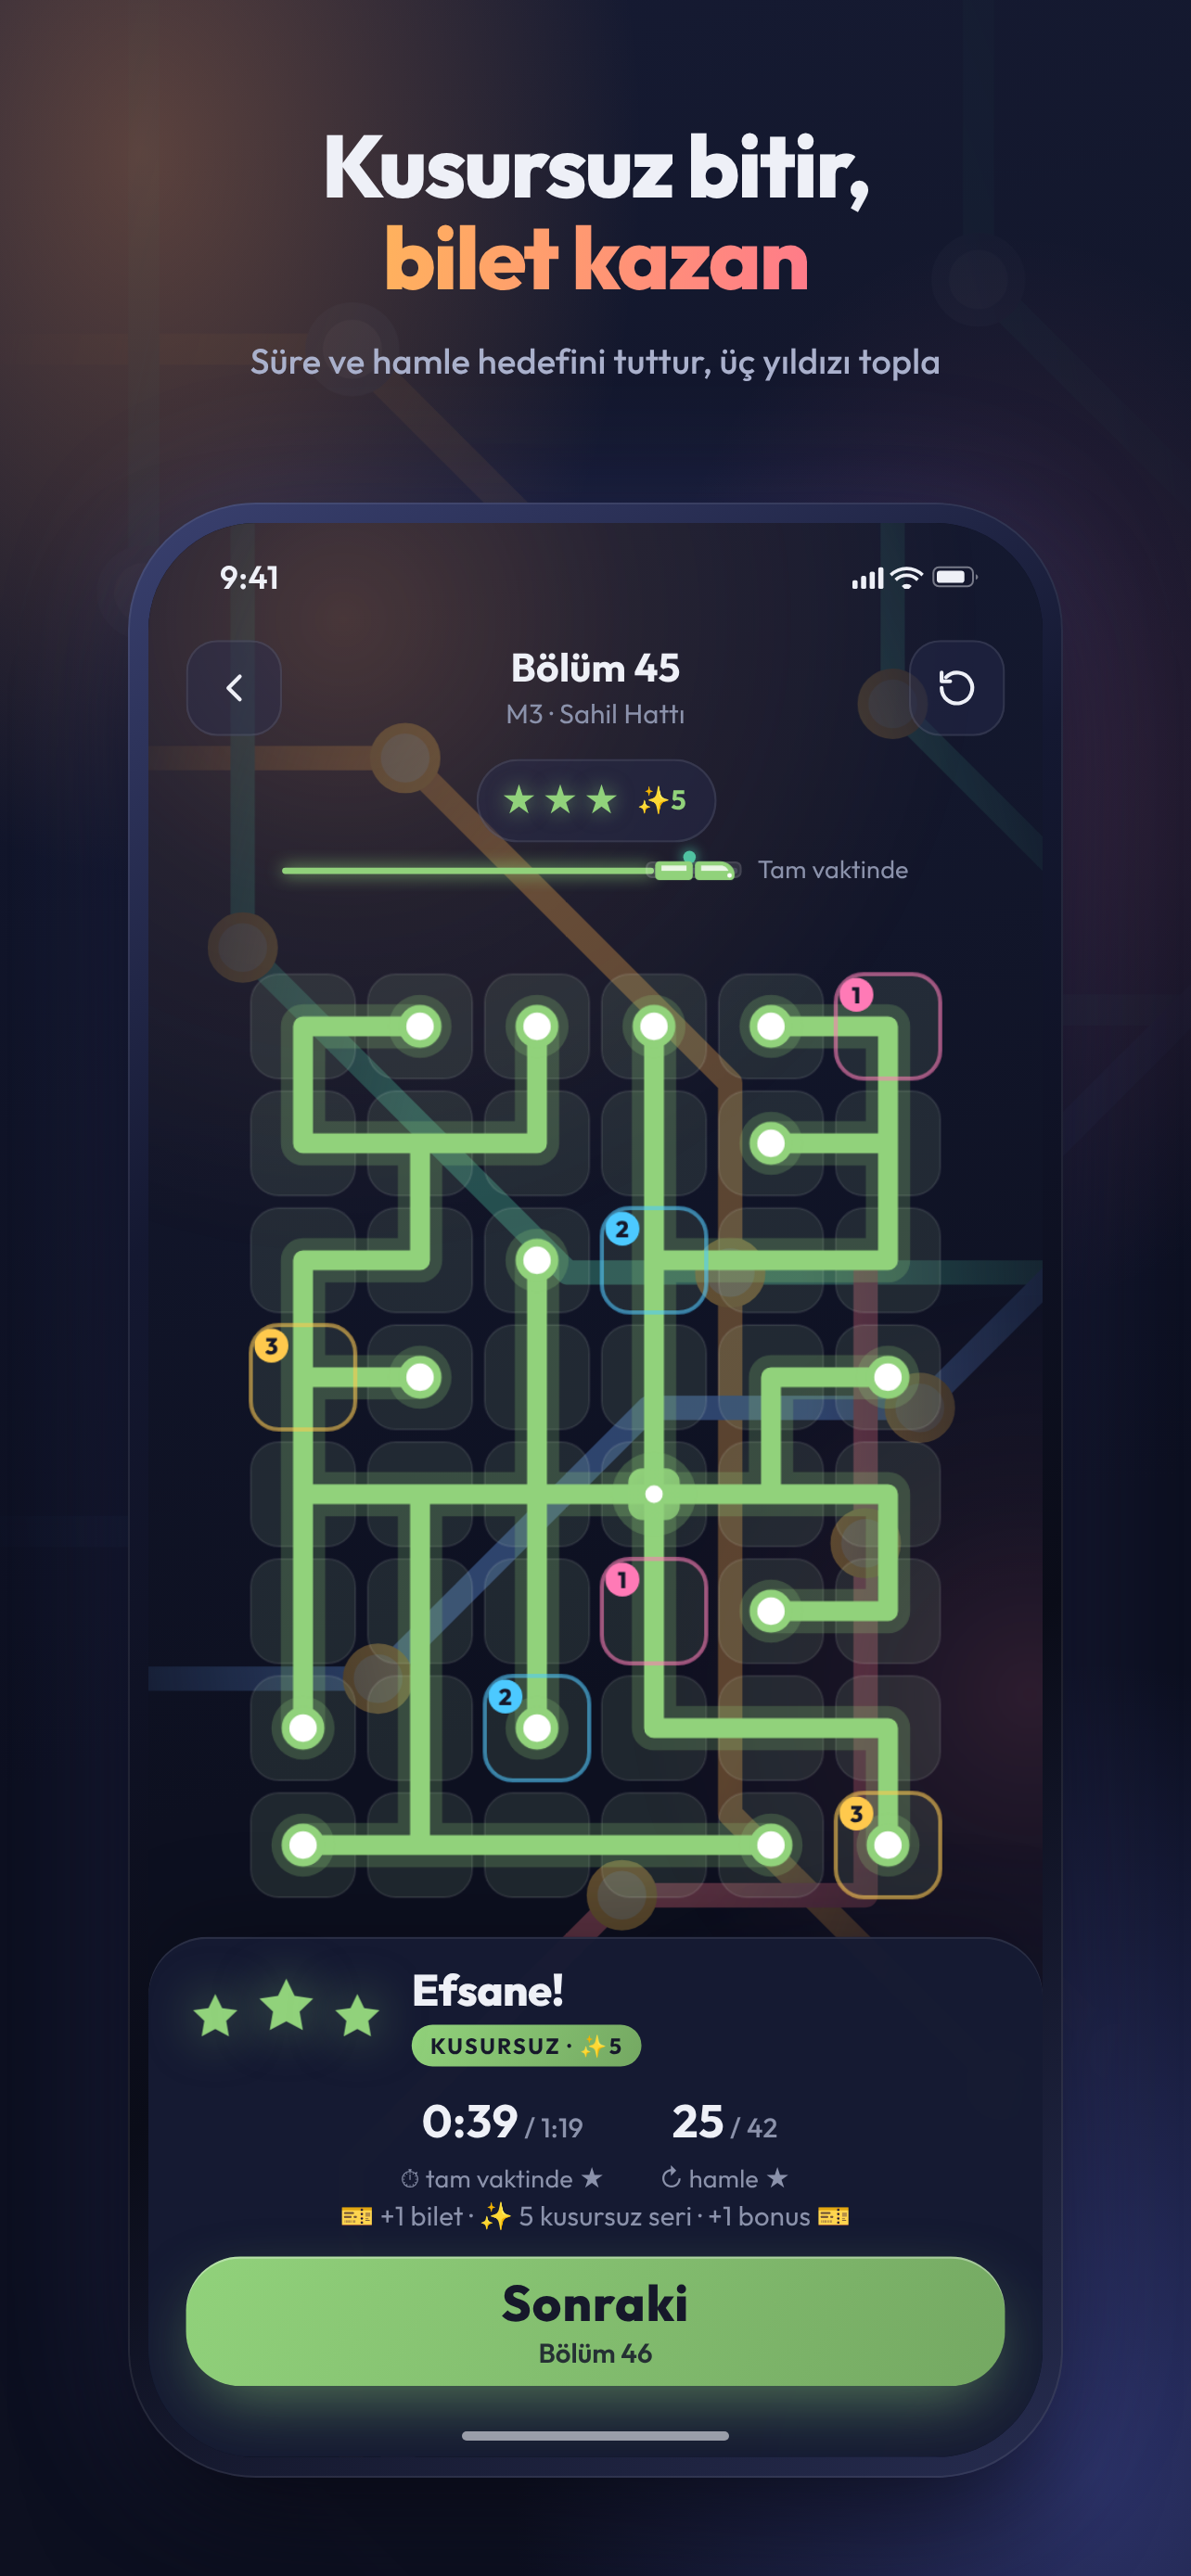 Kusursuz bitir,
bilet kazan
Süre ve hamle hedefini tuttur, üç yıldızı topla
9:41
Bölüm 45
M3 · Sahil Hattı
★ ★ ★ ✨5
Tam vaktinde
1
2
3
1
2
3
Efsane!
KUSURSUZ · ✨5
0:39 / 1:19 25 / 42
⏱ tam vaktinde ★ ↻ hamle ★
🎫 +1 bilet · ✨ 5 kusursuz seri · +1 bonus 🎫
Sonraki
Bölüm 46